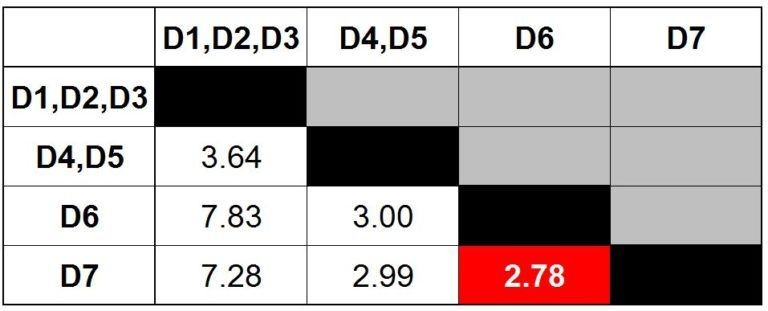 D1,D2,D3 D4,D5 D6 D7
D1,D2,D3
D4,D5 3.64
D6 7.83 3.00
D7 7.28 2.99 2.78